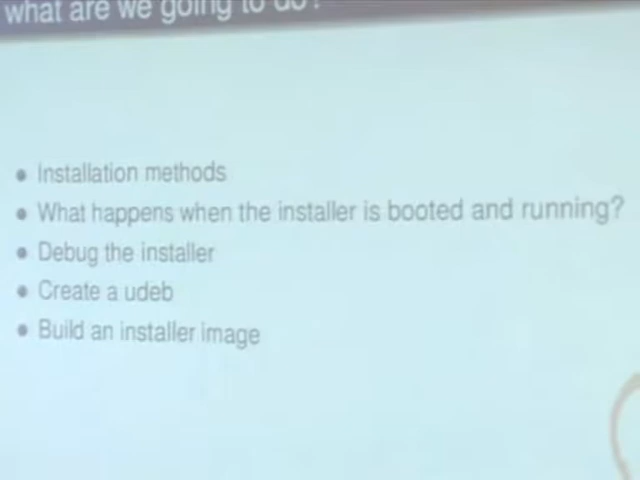 what are we going to do?
Installation methods
What happens when the installer is booted and running?
Debug the installer
Create a udeb
Build an installer image